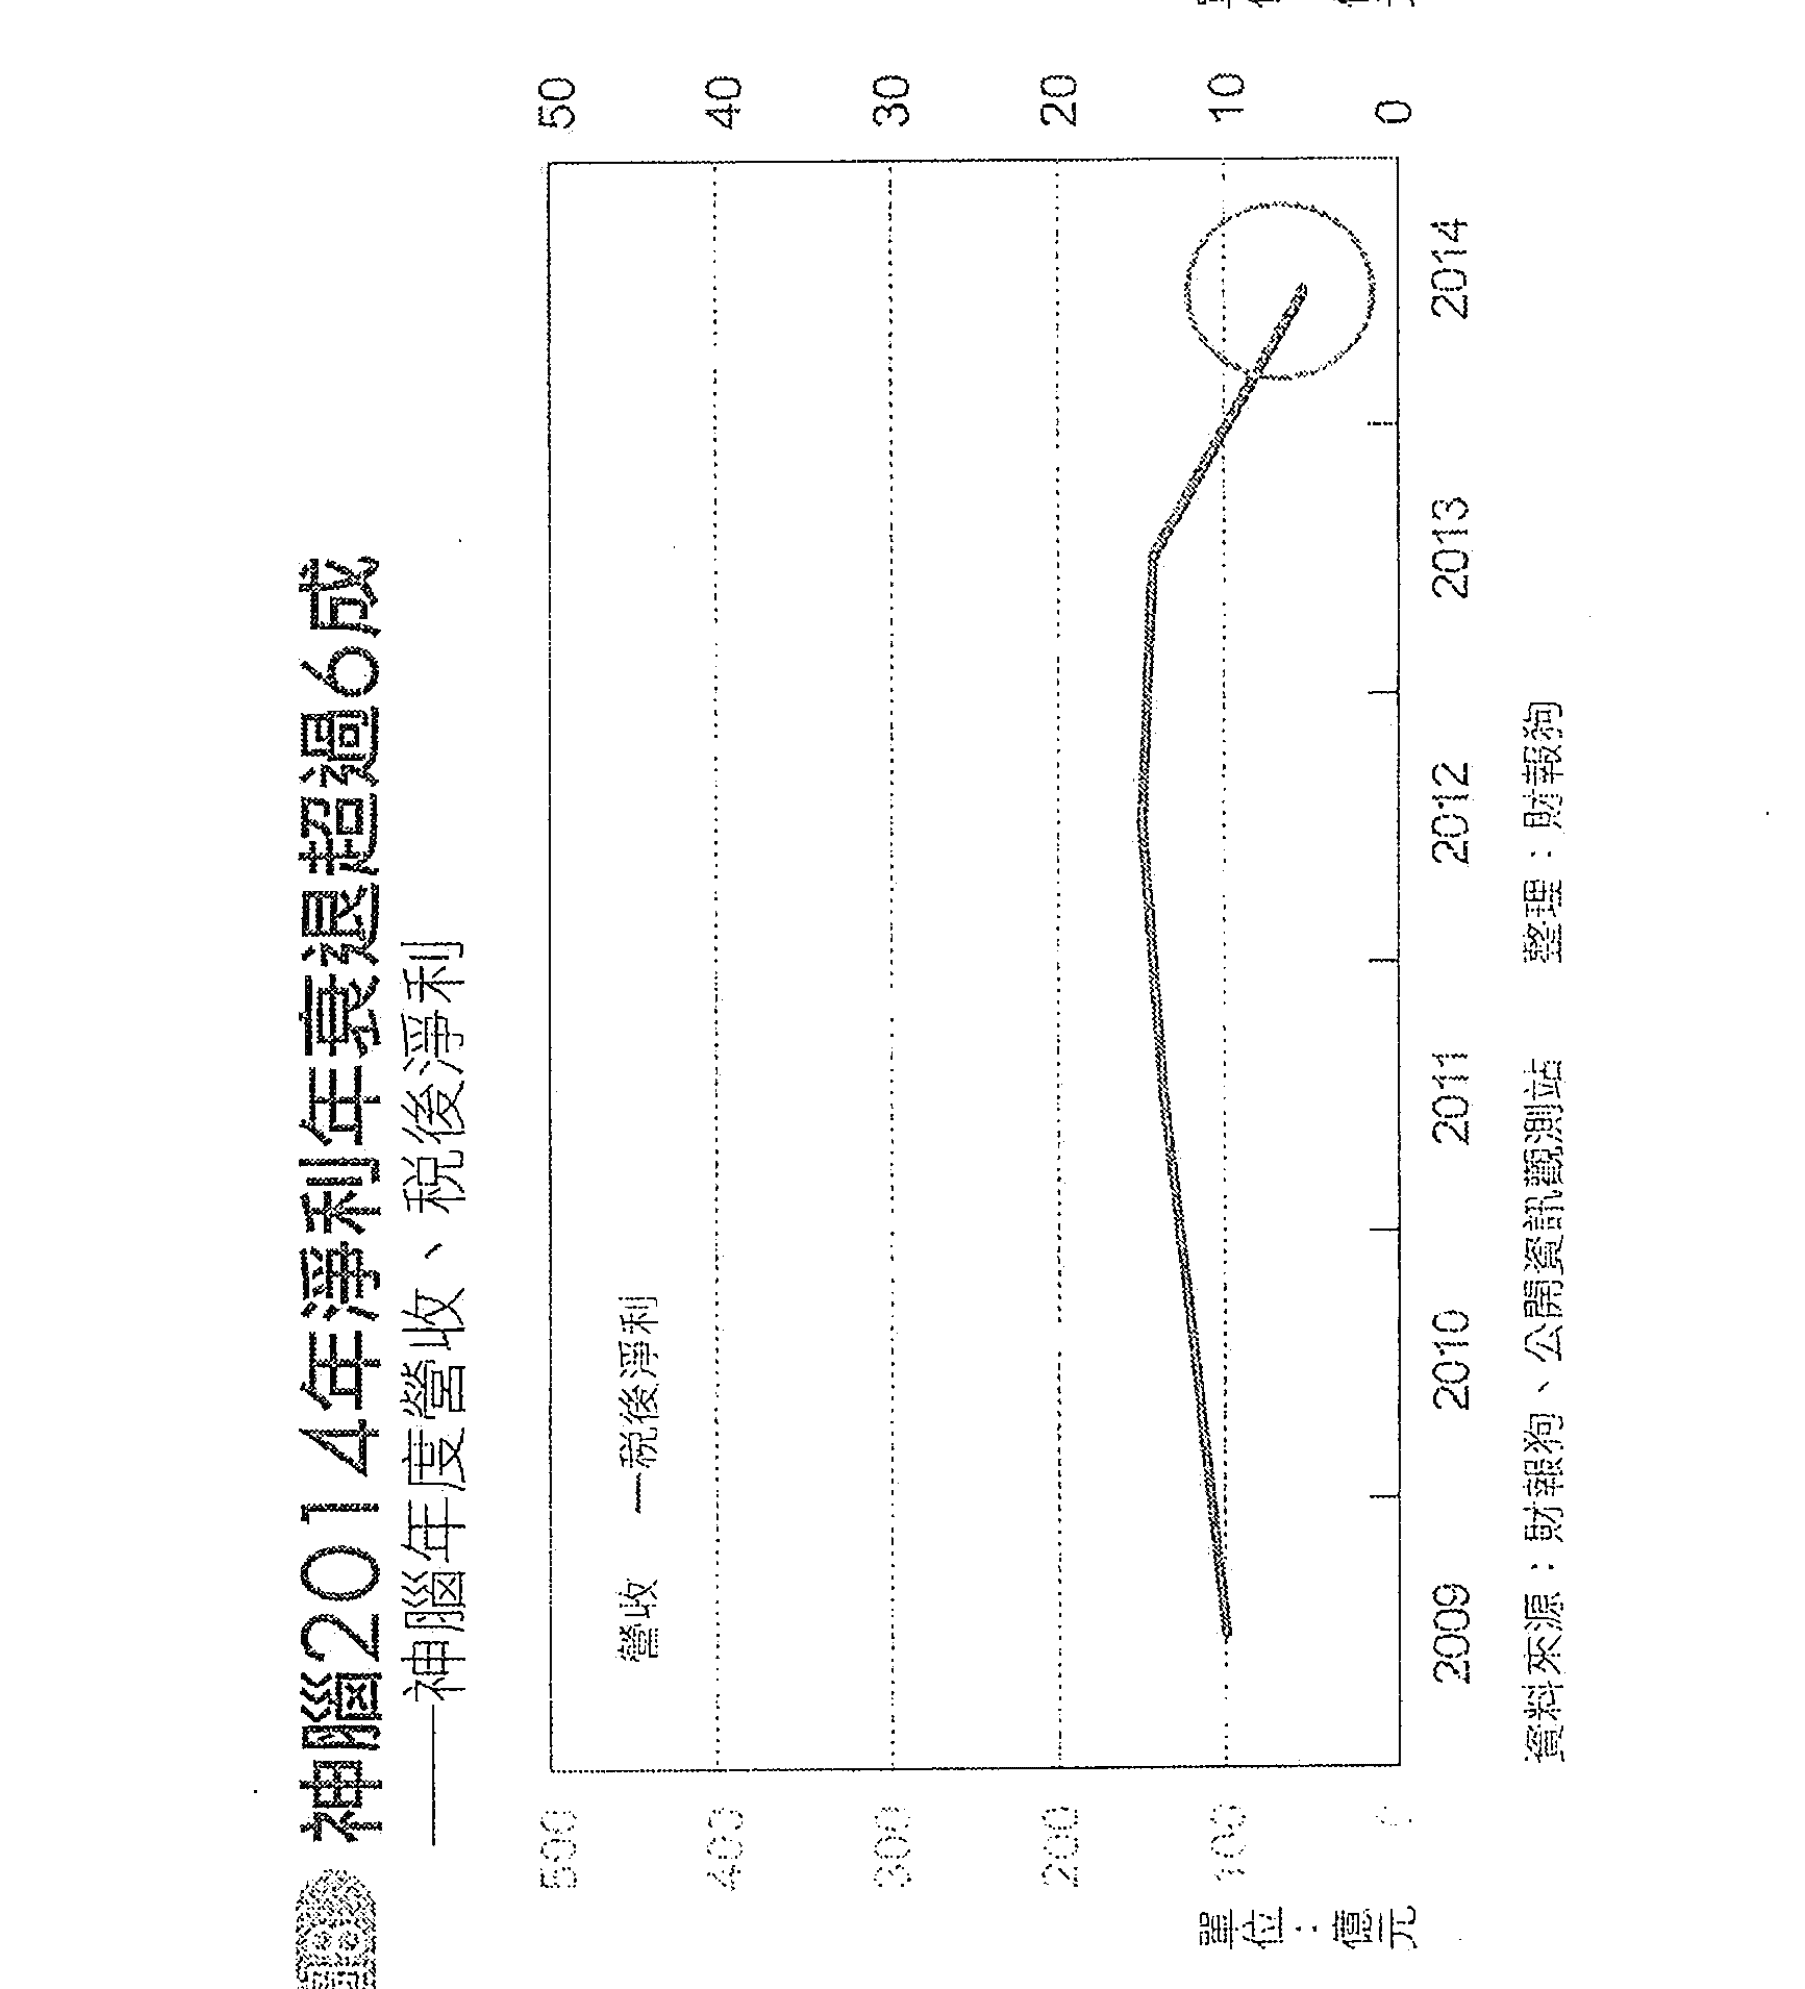 神腦2014年淨利年衰退超過6成
——神腦年度營收、稅後淨利
營收 —稅後淨利
500 400 300 200 100 0
50 40 30 20 10 0
單位：億元
2009 2010 2011 2012 2013 2014
資料來源：財報狗、公開資訊觀測站 整理：財報狗